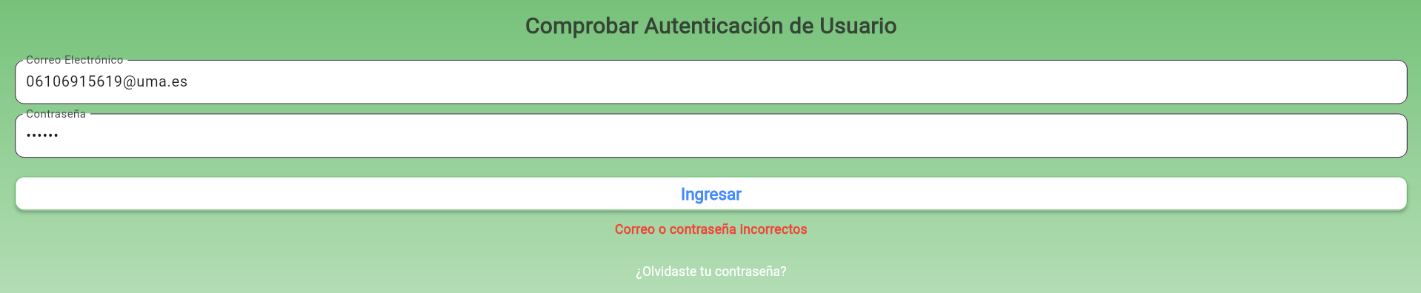 Comprobar Autenticación de Usuario
Correo Electrónico
06106915619@uma.es
Contraseña
••••••
Ingresar
Correo o contraseña incorrectos
¿Olvidaste tu contraseña?